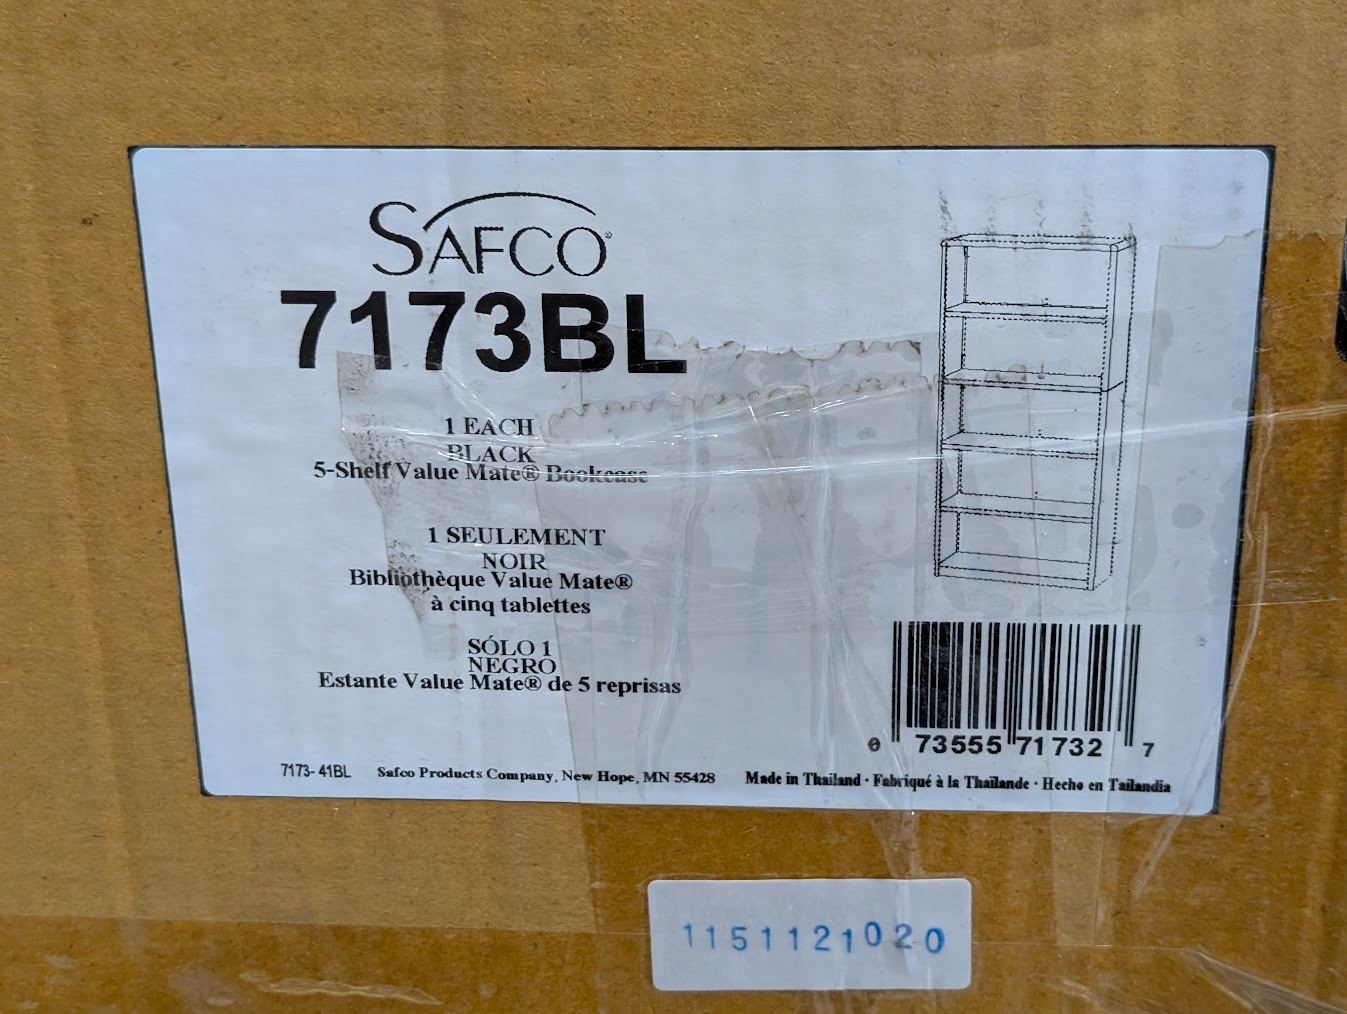 SAFCO®
7173BL
1 EACH
BLACK
5-Shelf Value Mate® Bookcase
1 SEULEMENT
NOIR
Bibliothèque Value Mate®
à cinq tablettes
SÓLO 1
NEGRO
Estante Value Mate® de 5 reprisas
0 73555 71732 7
7173- 41BL Safco Products Company, New Hope, MN 55428 Made in Thailand · Fabriqué à la Thaïlande · Hecho en Tailandia
1151121020